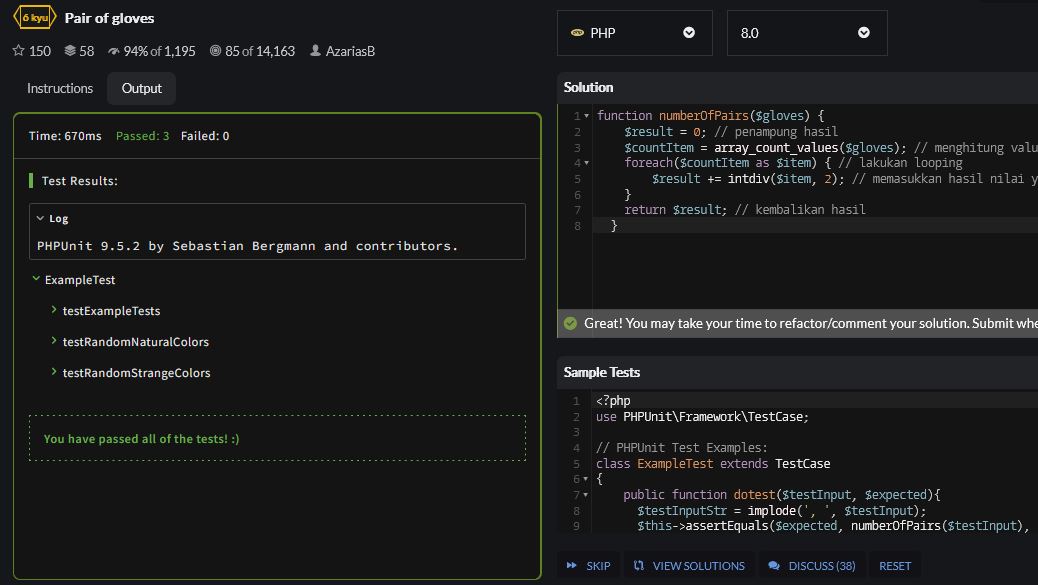 6 kyu Pair of gloves
150 58 94% of 1,195 85 of 14,163 AzariasB
Instructions Output
Time: 670ms Passed: 3 Failed: 0
Test Results:
Log
PHPUnit 9.5.2 by Sebastian Bergmann and contributors.
ExampleTest
testExampleTests
testRandomNaturalColors
testRandomStrangeColors
You have passed all of the tests! :)
php PHP 8.0
Solution
1 function numberOfPairs($gloves) {
2 $result = 0; // penampung hasil
3 $countItem = array_count_values($gloves); // menghitung valu
4 foreach($countItem as $item) { // lakukan looping
5 $result += intdiv($item, 2); // memasukkan hasil nilai y
6 }
7 return $result; // kembalikan hasil
8 }
Great! You may take your time to refactor/comment your solution. Submit whe
Sample Tests
1 <?php
2 use PHPUnit\Framework\TestCase;
3
4 // PHPUnit Test Examples:
5 class ExampleTest extends TestCase
6 {
7 public function dotest($testInput, $expected){
8 $testInputStr = implode(', ', $testInput);
9 $this->assertEquals($expected, numberOfPairs($testInput),
SKIP VIEW SOLUTIONS DISCUSS (38) RESET